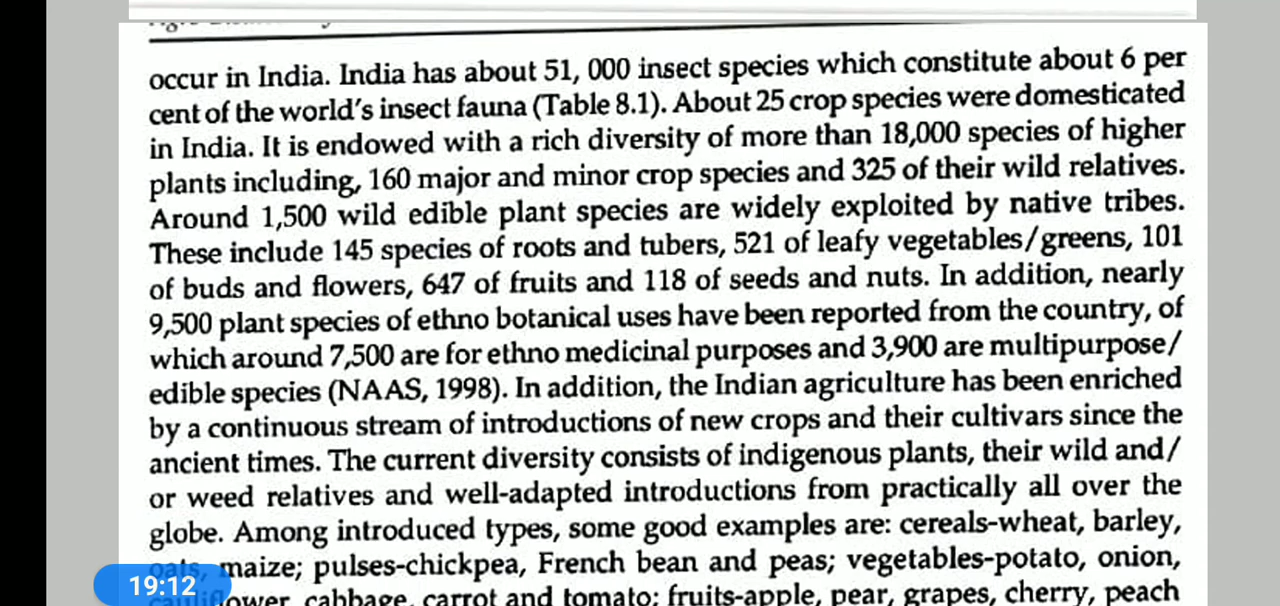 occur in India. India has about 51, 000 insect species which constitute about 6 per
cent of the world's insect fauna (Table 8.1). About 25 crop species were domesticated
in India. It is endowed with a rich diversity of more than 18,000 species of higher
plants including, 160 major and minor crop species and 325 of their wild relatives.
Around 1,500 wild edible plant species are widely exploited by native tribes.
These include 145 species of roots and tubers, 521 of leafy vegetables/greens, 101
of buds and flowers, 647 of fruits and 118 of seeds and nuts. In addition, nearly
9,500 plant species of ethno botanical uses have been reported from the country, of
which around 7,500 are for ethno medicinal purposes and 3,900 are multipurpose/
edible species (NAAS, 1998). In addition, the Indian agriculture has been enriched
by a continuous stream of introductions of new crops and their cultivars since the
ancient times. The current diversity consists of indigenous plants, their wild and/
or weed relatives and well-adapted introductions from practically all over the
globe. Among introduced types, some good examples are: cereals-wheat, barley,
oats, maize; pulses-chickpea, French bean and peas; vegetables-potato, onion,
19:12
cauliflower, cabbage, carrot and tomato; fruits-apple, pear, grapes, cherry, peach